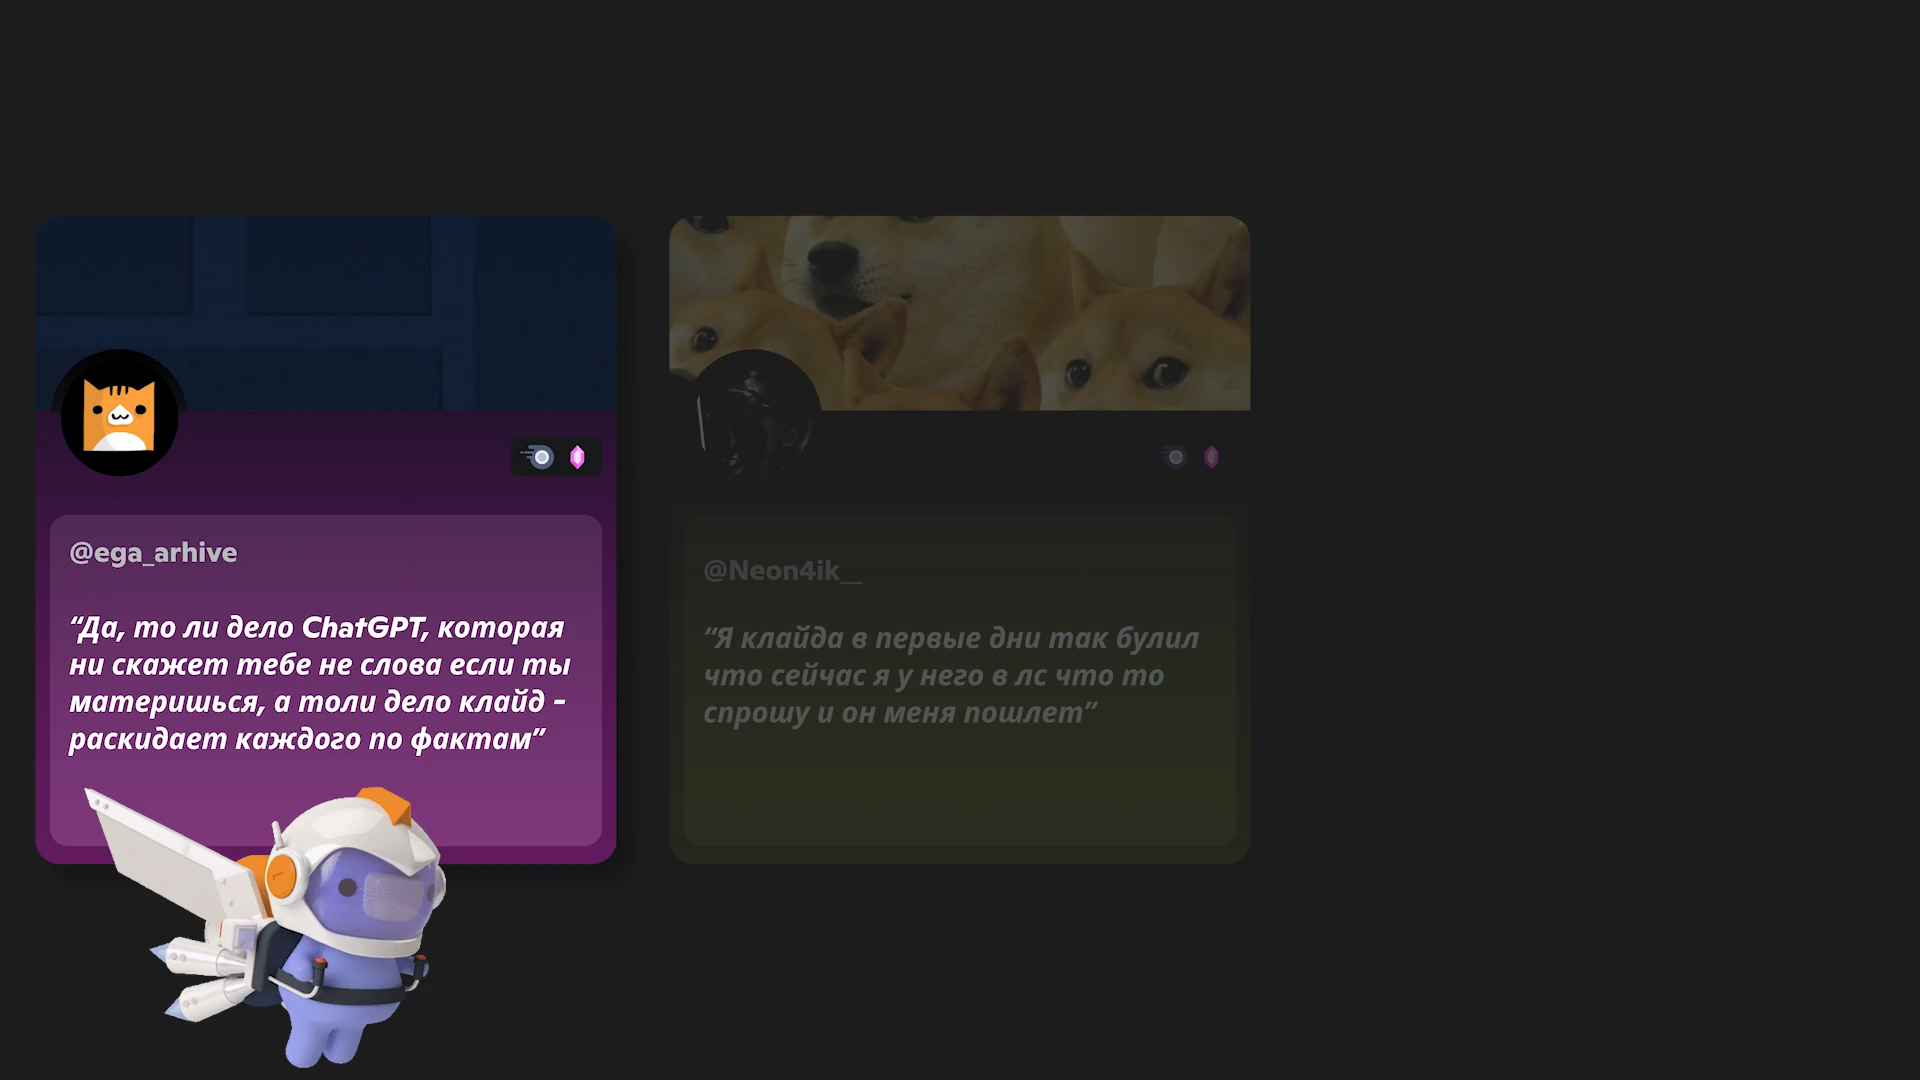 @ega_arhive
“Да, то ли дело ChatGPT, которая
ни скажет тебе не слова если ты
материшься, а толи дело клайд -
раскидает каждого по фактам”
@Neon4ik__
“Я клайда в первые дни так булил
что сейчас я у него в лс что то
спрошу и он меня пошлет”